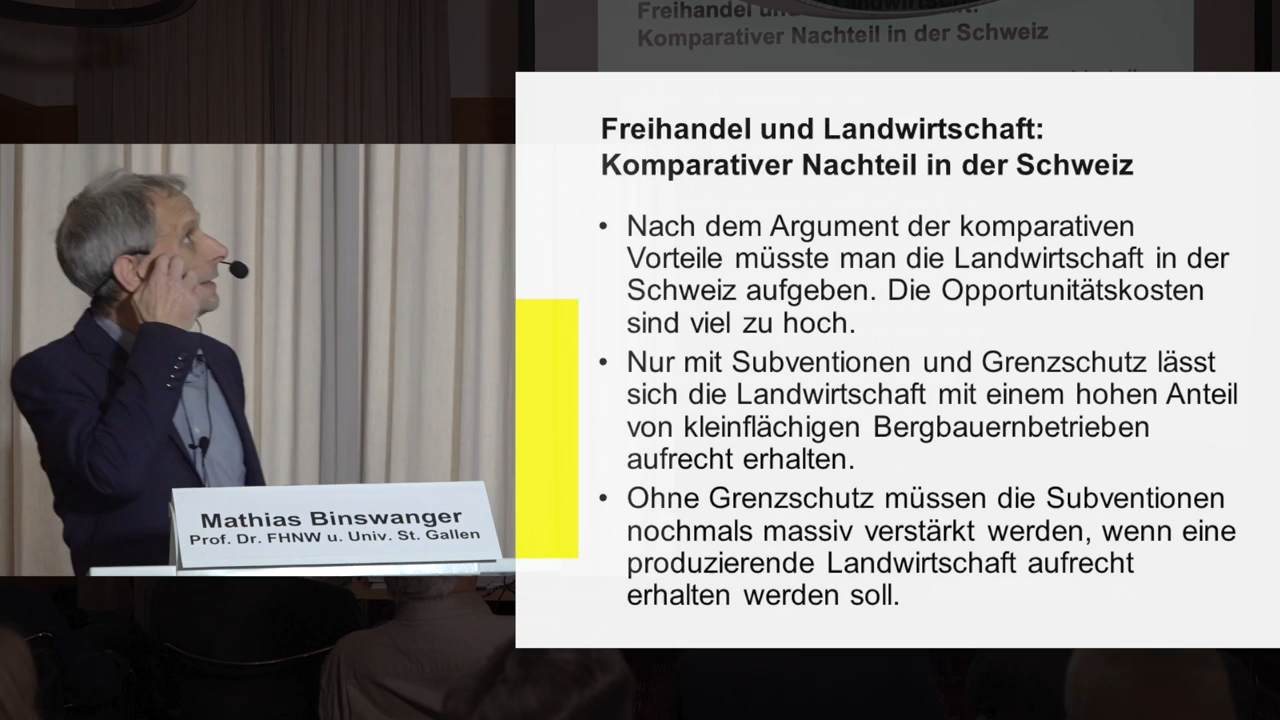 Freihandel und Landwirtschaft:
Komparativer Nachteil in der Schweiz
Freihandel und Landwirtschaft:
Komparativer Nachteil in der Schweiz
• Nach dem Argument der komparativen
Vorteile müsste man die Landwirtschaft in der
Schweiz aufgeben. Die Opportunitätskosten
sind viel zu hoch.
• Nur mit Subventionen und Grenzschutz lässt
sich die Landwirtschaft mit einem hohen Anteil
von kleinflächigen Bergbauernbetrieben
aufrecht erhalten.
• Ohne Grenzschutz müssen die Subventionen
nochmals massiv verstärkt werden, wenn eine
produzierende Landwirtschaft aufrecht
erhalten werden soll.
Mathias Binswanger
Prof. Dr. FHNW u. Univ. St. Gallen